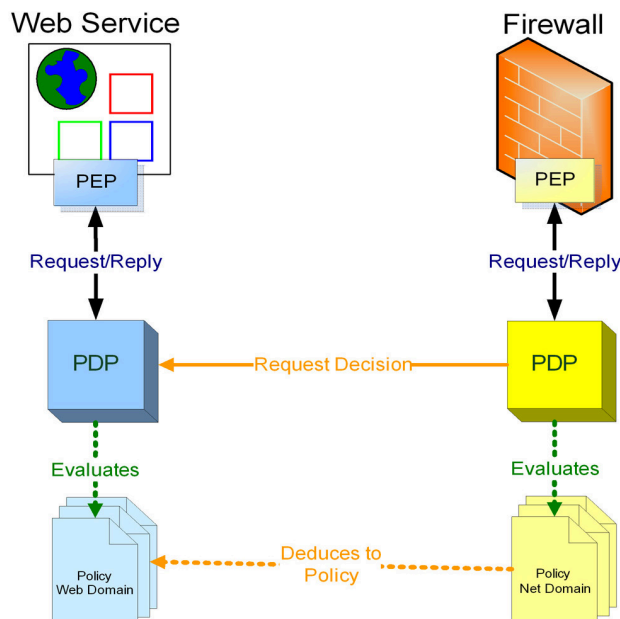 Web Service
Firewall
PEP
PEP
Request/Reply
Request/Reply
PDP
Request Decision
PDP
Evaluates
Evaluates
Policy
Web Domain
Deduces to
Policy
Policy
Net Domain